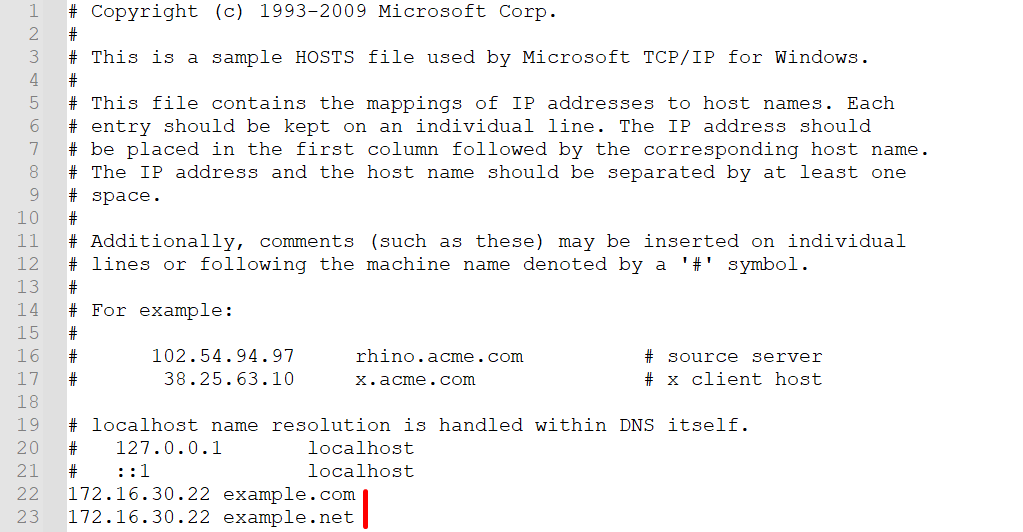 1 # Copyright (c) 1993-2009 Microsoft Corp.
2 #
3 # This is a sample HOSTS file used by Microsoft TCP/IP for Windows.
4 #
5 # This file contains the mappings of IP addresses to host names. Each
6 # entry should be kept on an individual line. The IP address should
7 # be placed in the first column followed by the corresponding host name.
8 # The IP address and the host name should be separated by at least one
9 # space.
10 #
11 # Additionally, comments (such as these) may be inserted on individual
12 # lines or following the machine name denoted by a '#' symbol.
13 #
14 # For example:
15 #
16 #      102.54.94.97     rhino.acme.com          # source server
17 #       38.25.63.10     x.acme.com              # x client host
18
19 # localhost name resolution is handled within DNS itself.
20 #   127.0.0.1       localhost
21 #   ::1             localhost
22 172.16.30.22 example.com
23 172.16.30.22 example.net